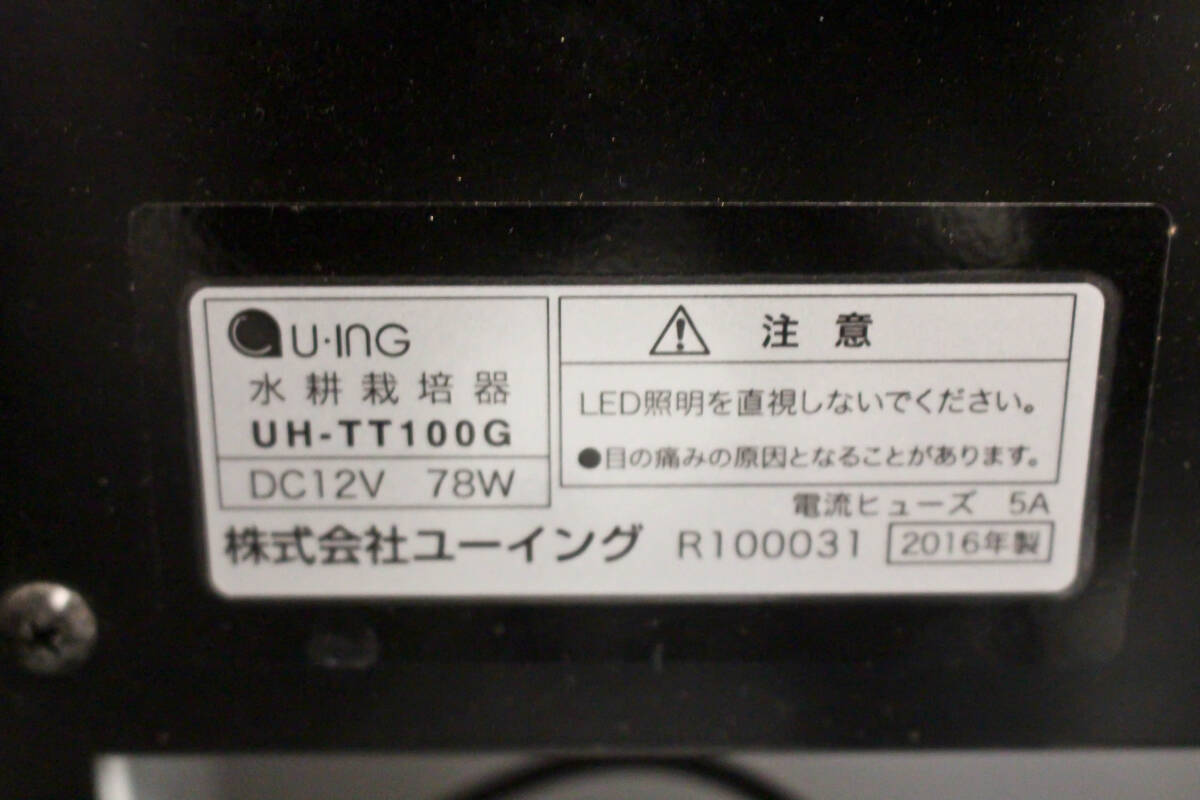 U·ING
水耕栽培器
UH-TT100G
DC12V 78W
注意
LED照明を直視しないでください。
●目の痛みの原因となることがあります。
電流ヒューズ 5A
株式会社ユーイング R100031 2016年製